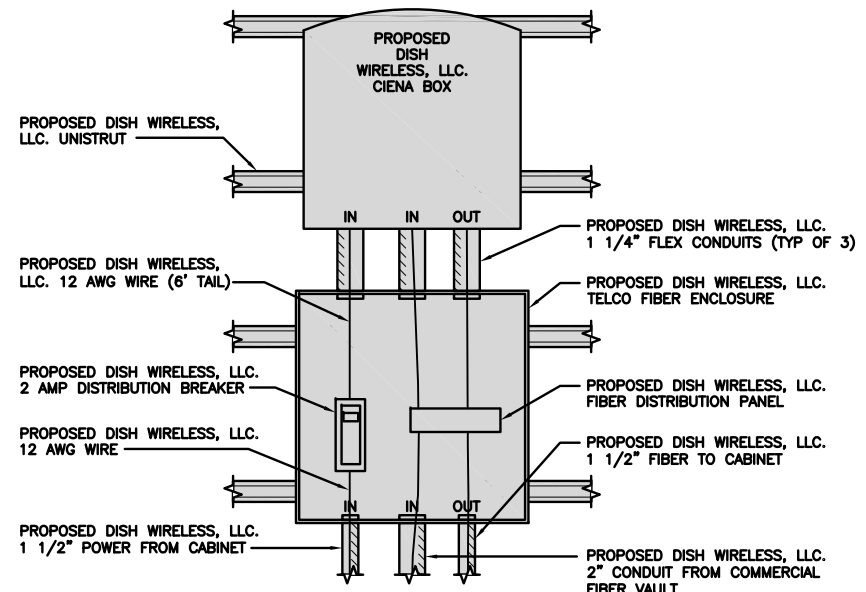 PROPOSED
DISH
WIRELESS, LLC.
CIENA BOX
PROPOSED DISH WIRELESS,
LLC. UNISTRUT
IN
IN
OUT
PROPOSED DISH WIRELESS, LLC.
1 1/4" FLEX CONDUITS (TYP OF 3)
PROPOSED DISH WIRELESS,
LLC. 12 AWG WIRE (6' TAIL)
PROPOSED DISH WIRELESS, LLC.
TELCO FIBER ENCLOSURE
PROPOSED DISH WIRELESS, LLC.
2 AMP DISTRIBUTION BREAKER
PROPOSED DISH WIRELESS, LLC.
FIBER DISTRIBUTION PANEL
PROPOSED DISH WIRELESS, LLC.
12 AWG WIRE
PROPOSED DISH WIRELESS, LLC.
1 1/2" FIBER TO CABINET
IN
IN
OUT
PROPOSED DISH WIRELESS, LLC.
1 1/2" POWER FROM CABINET
PROPOSED DISH WIRELESS, LLC.
2" CONDUIT FROM COMMERCIAL
FIBER VAULT